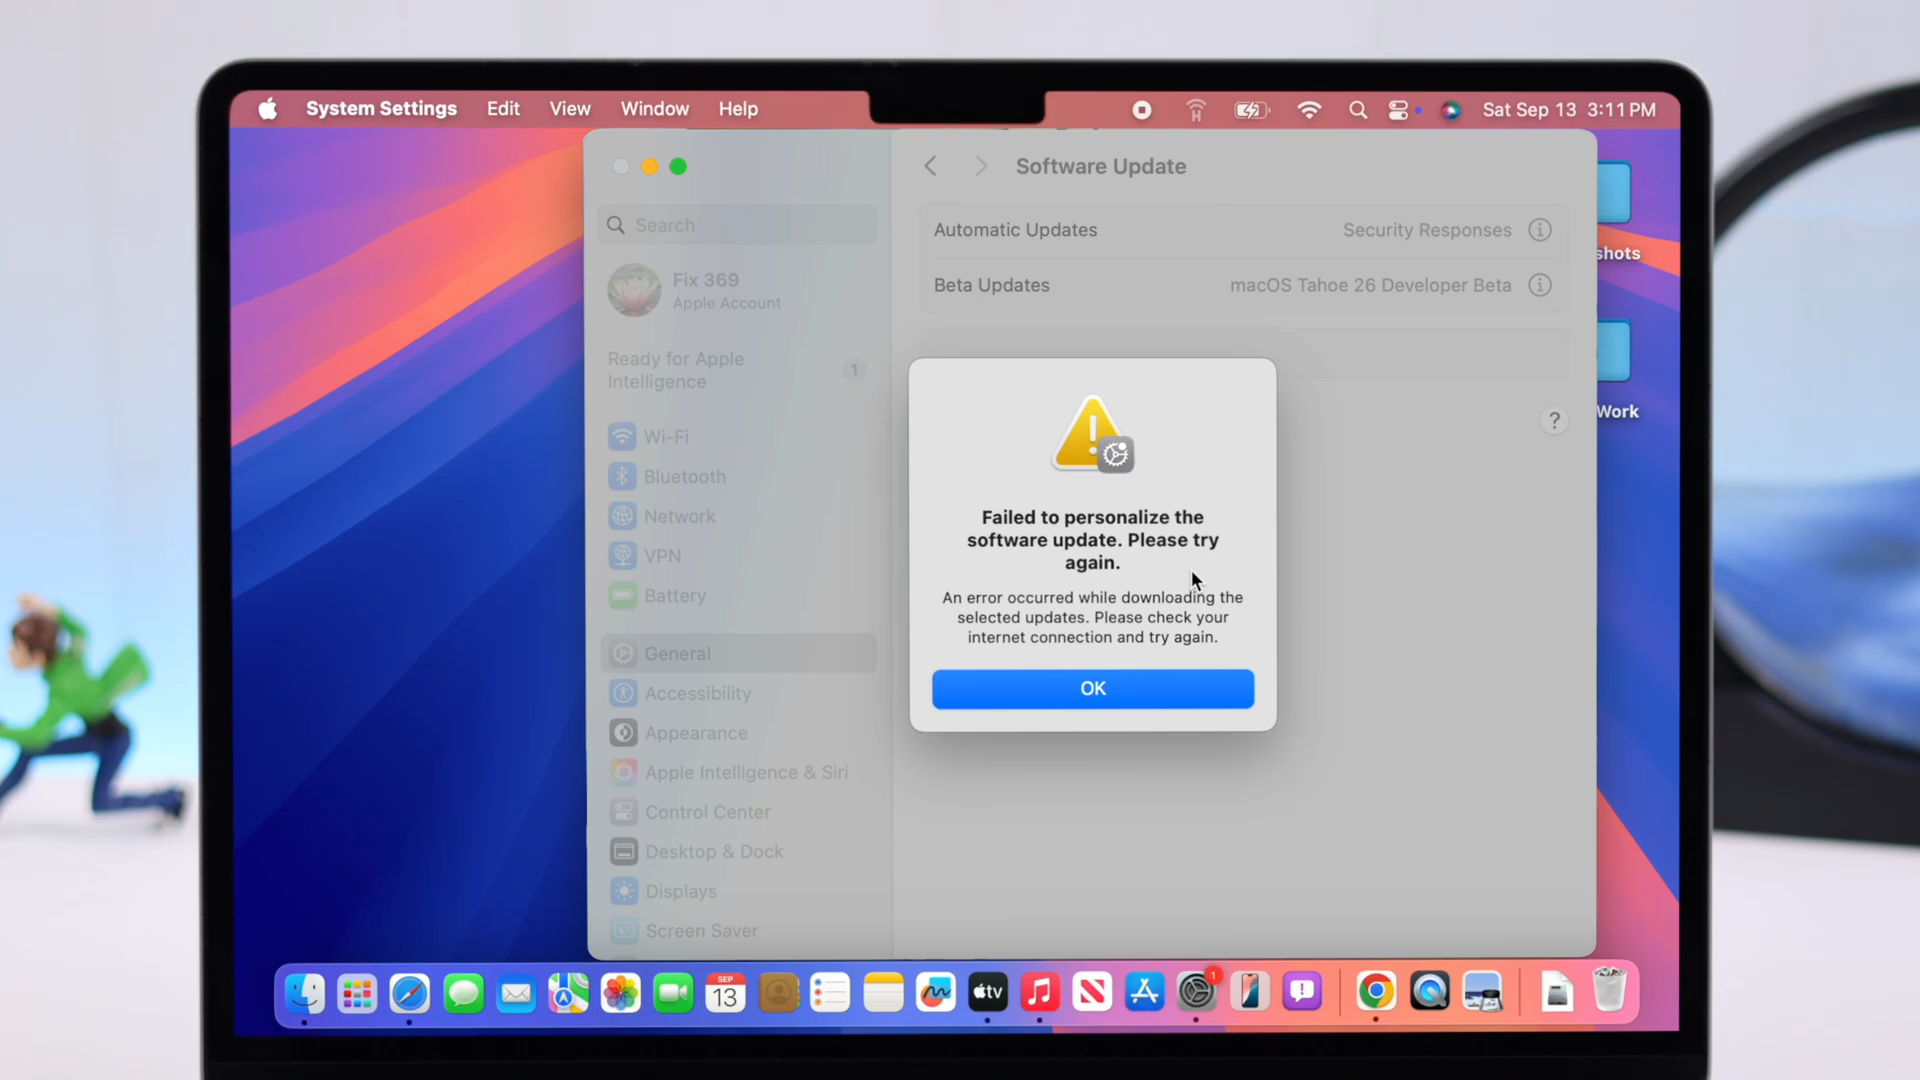 System Settings Edit View Window Help
Sat Sep 13 3:11 PM
Software Update
Search
Automatic Updates Security Responses
shots
Fix 369
Apple Account
Beta Updates macOS Tahoe 26 Developer Beta
Ready for Apple
Intelligence
1
Work
?
Wi-Fi
Bluetooth
Network
VPN
Battery
General
Accessibility
Appearance
Apple Intelligence & Siri
Control Center
Desktop & Dock
Displays
Screen Saver
Failed to personalize the
software update. Please try
again.
An error occurred while downloading the
selected updates. Please check your
internet connection and try again.
OK
SEP
13
tv
1